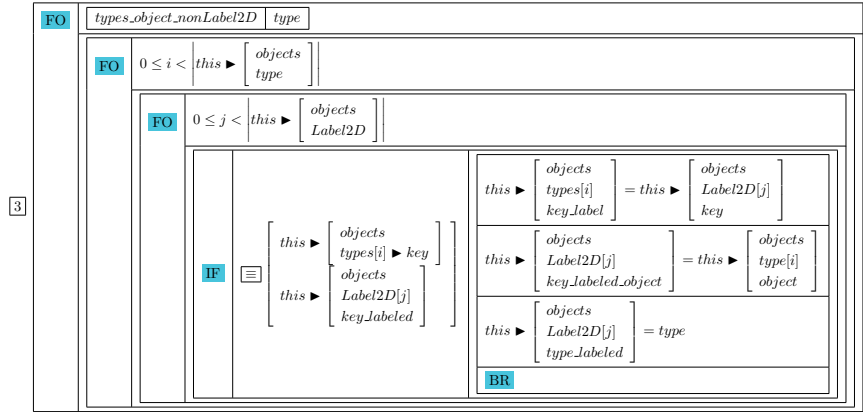 FO types_object_nonLabel2D type
FO 0 ≤ i < |this ► [objects
type]|
FO 0 ≤ j < |this ► [objects
Label2D]|
3
IF ≡ [this ► [objects
types[i] ► key]
this ► [objects
Label2D[j]
key_labeled]]
this ► [objects
types[i]
key_label] = this ► [objects
Label2D[j]
key]
this ► [objects
Label2D[j]
key_labeled_object] = this ► [objects
type[i]
object]
this ► [objects
Label2D[j]
type_labeled] = type
BR